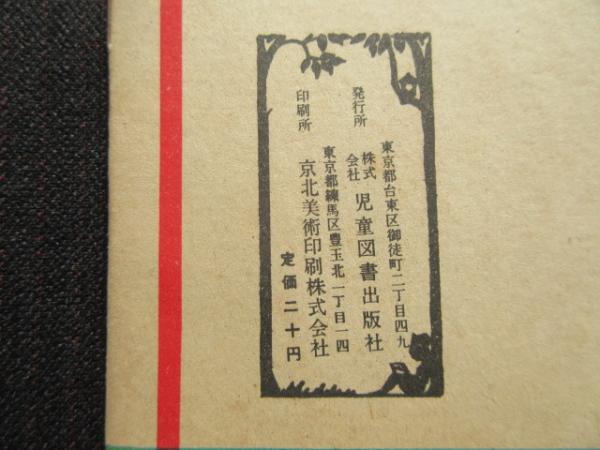 発行所
東京都台東区御徒町二丁目四九
株式会社 児童図書出版社
印刷所
東京都練馬区豊玉北一丁目一四
京北美術印刷株式会社
定価二十円